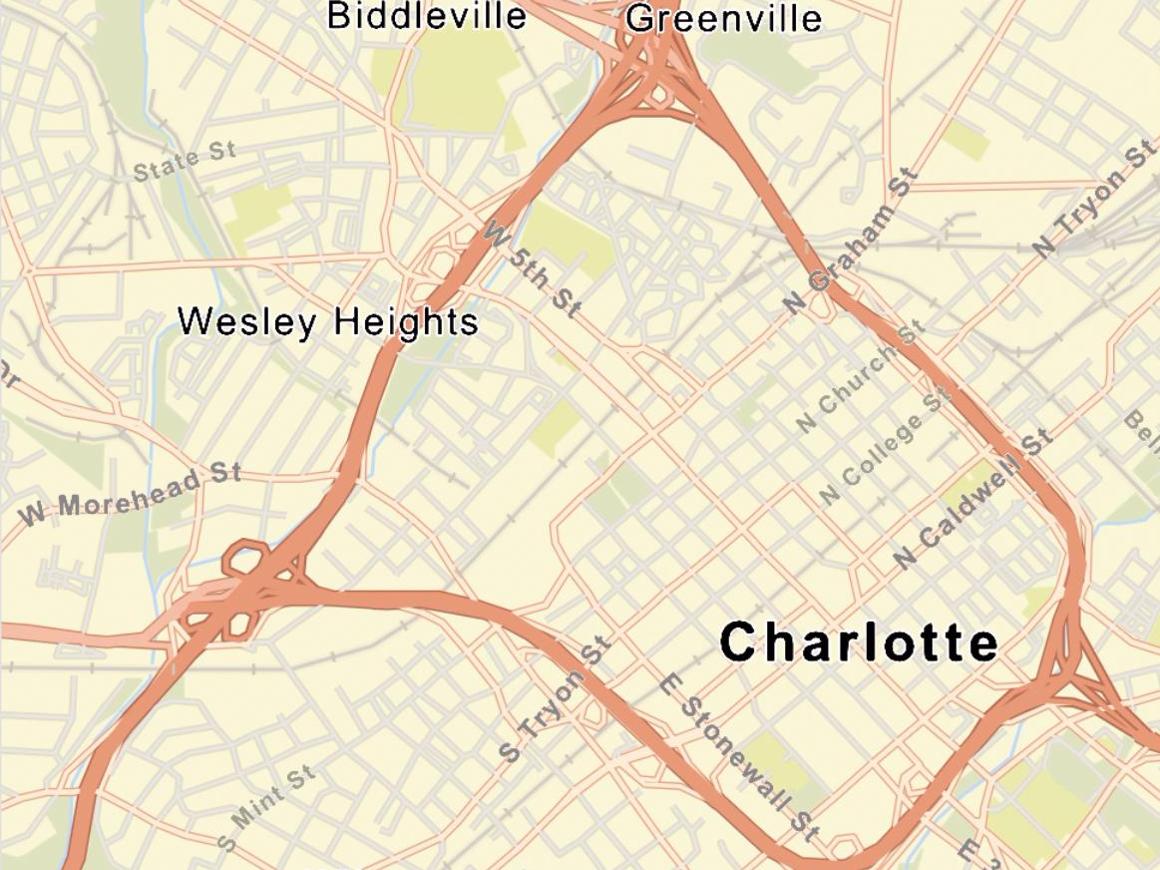 Biddleville
Greenville
State St
N Tryon St
N Graham St
W 5th St
Wesley Heights
N Church St
Dr
N College St
W Morehead St
N Caldwell St
Charlotte
S Tryon St
E Stonewall St
S Mint St